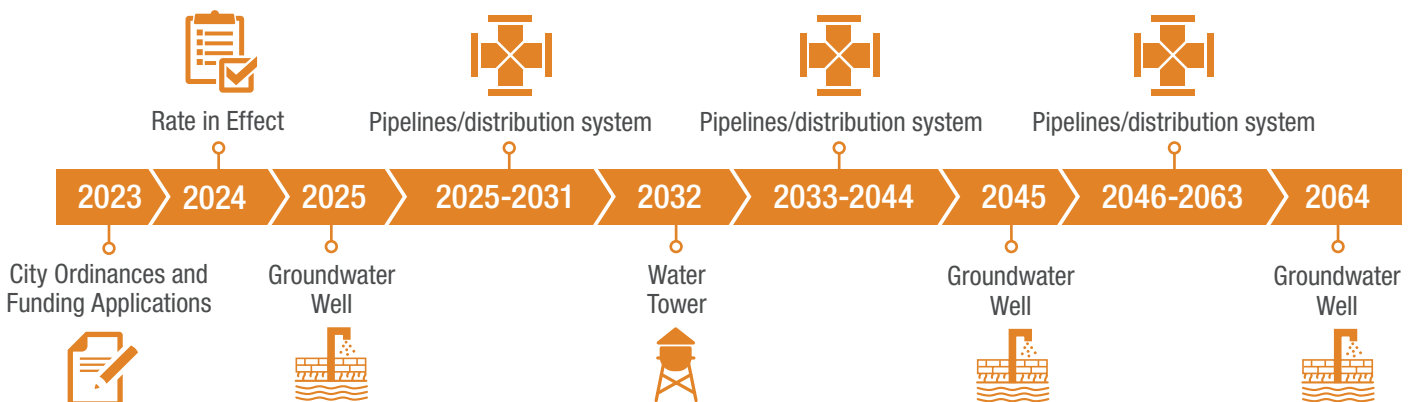 Rate in Effect
Pipelines/distribution system
Pipelines/distribution system
Pipelines/distribution system
2023
2024
2025
2025-2031
2032
2033-2044
2045
2046-2063
2064
City Ordinances and
Funding Applications
Groundwater
Well
Water
Tower
Groundwater
Well
Groundwater
Well